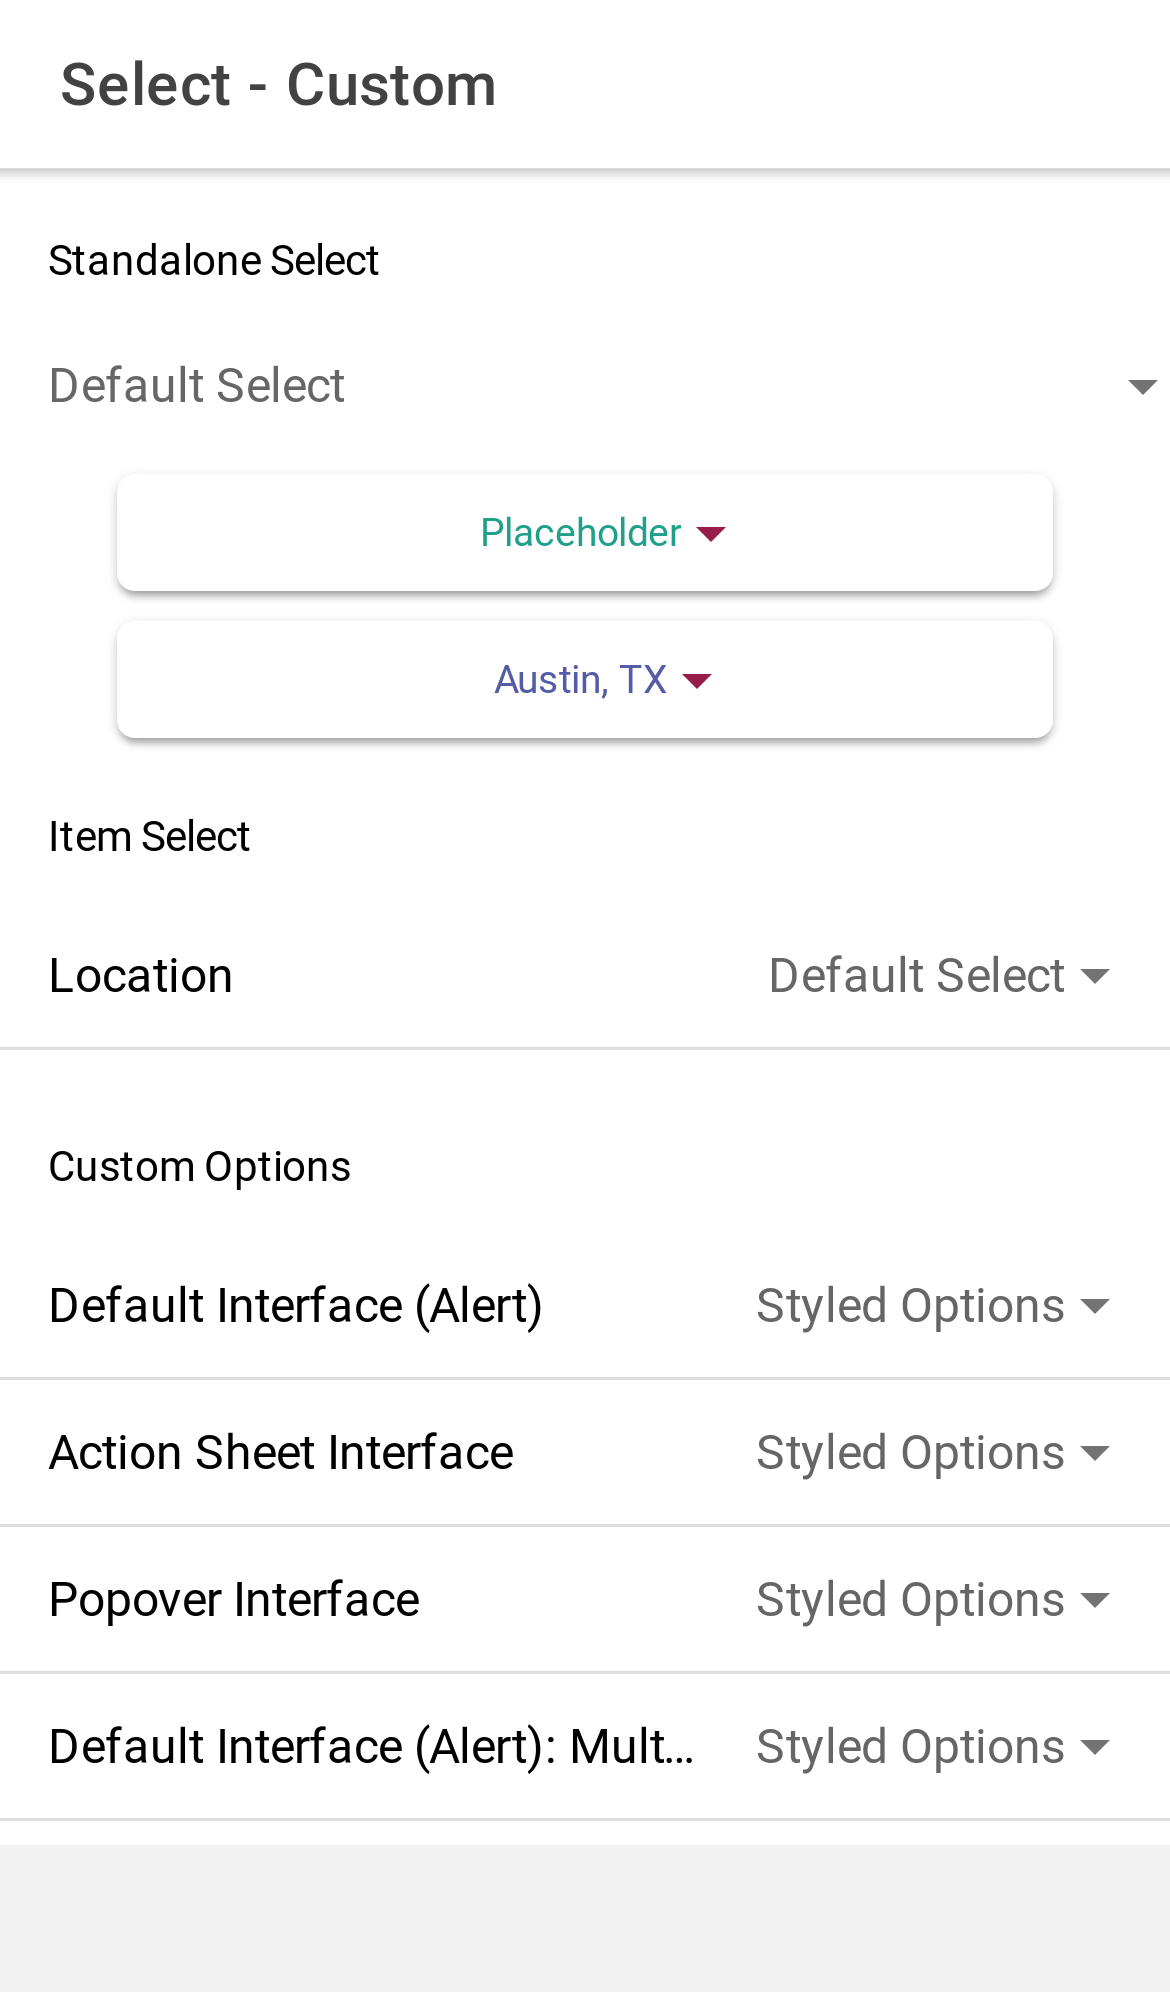 Select - Custom
Standalone Select
Default Select
Placeholder
Austin, TX
Item Select
Location Default Select
Custom Options
Default Interface (Alert) Styled Options
Action Sheet Interface Styled Options
Popover Interface Styled Options
Default Interface (Alert): Mult... Styled Options